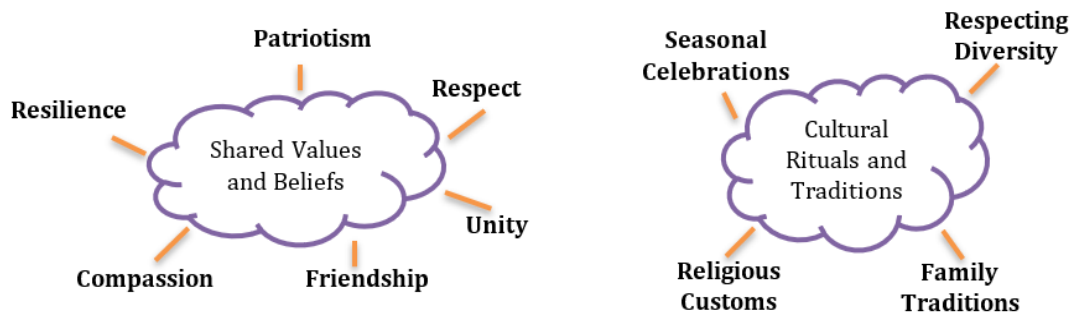 Patriotism
Resilience
Respect
Shared Values
and Beliefs
Unity
Compassion
Friendship
Seasonal
Celebrations
Respecting
Diversity
Cultural
Rituals and
Traditions
Religious
Customs
Family
Traditions